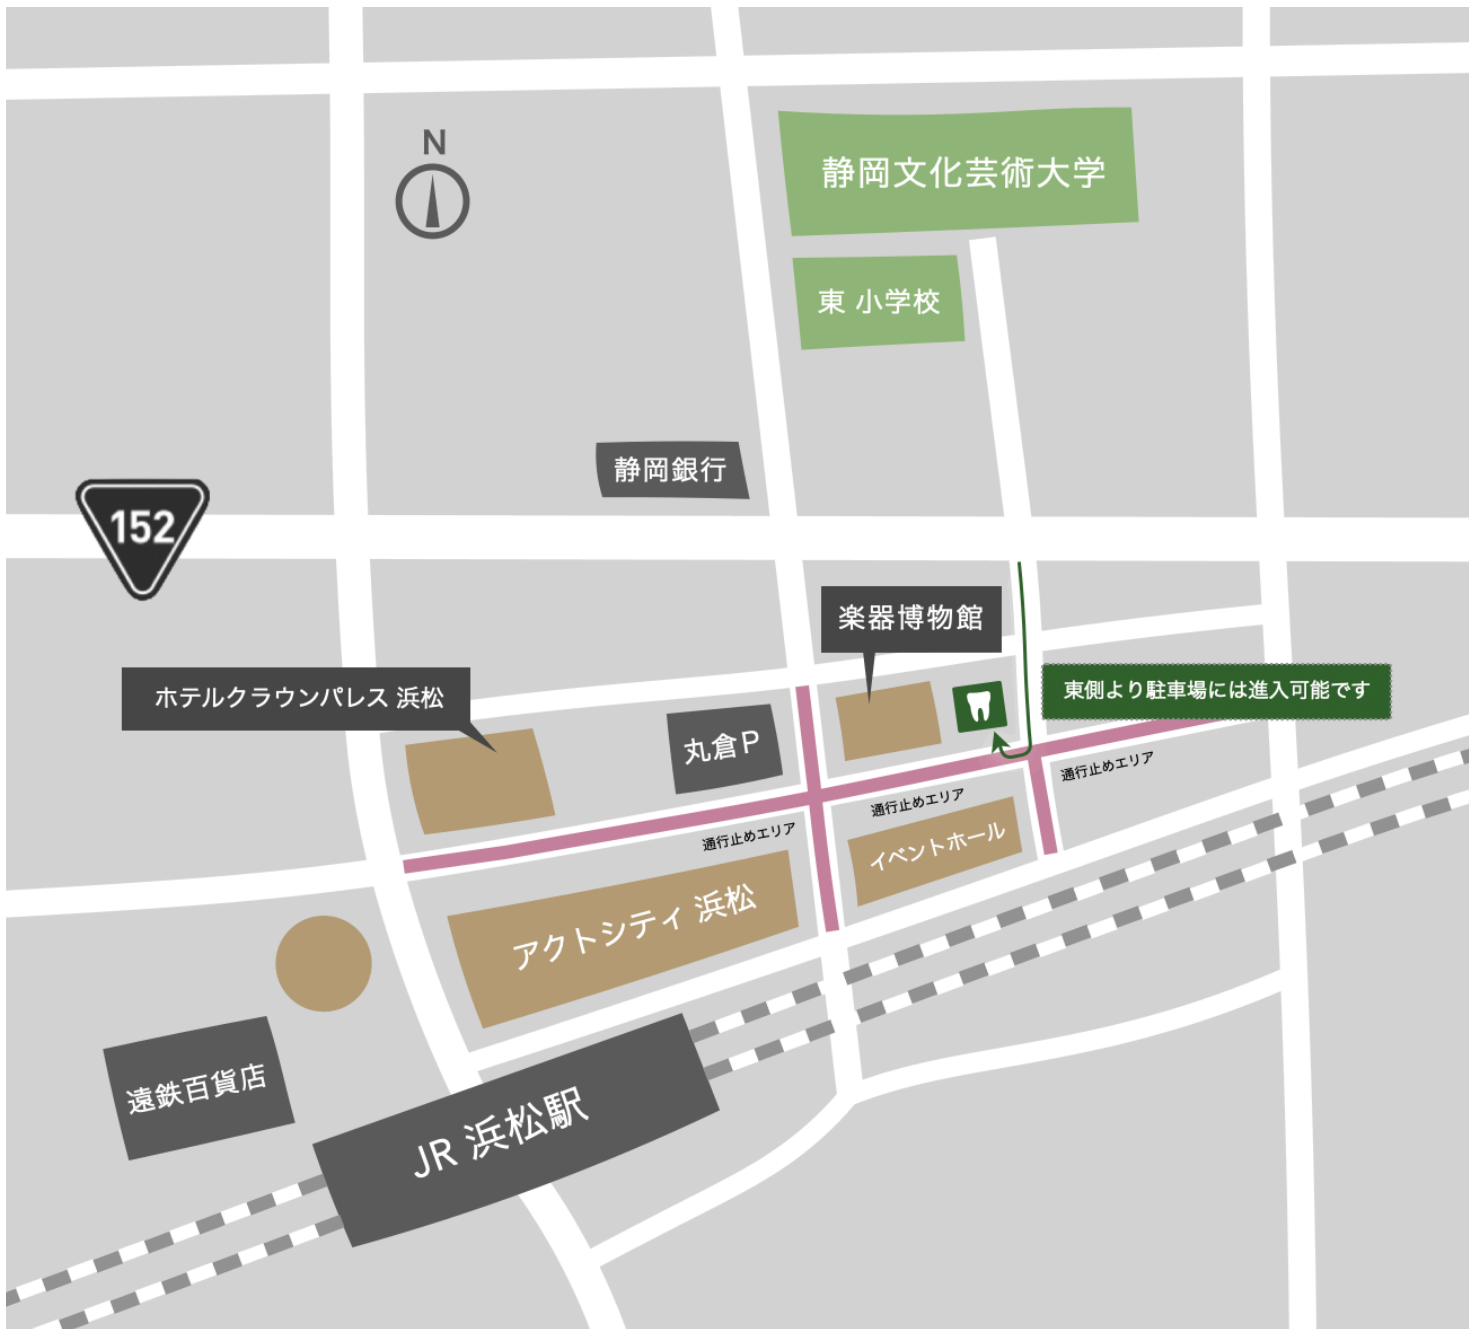 N
静岡文化芸術大学
東 小学校
静岡銀行
152
楽器博物館
ホテルクラウンパレス 浜松
東側より駐車場には進入可能です
丸倉P
通行止めエリア
通行止めエリア
通行止めエリア
イベントホール
アクトシティ 浜松
遠鉄百貨店
JR 浜松駅